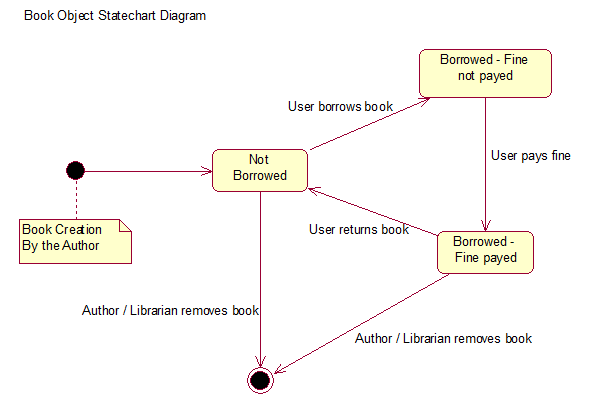 Book Object Statechart Diagram
Borrowed - Fine
not payed
User borrows book
Not
Borrowed
User pays fine
Book Creation
By the Author
User returns book
Borrowed -
Fine payed
Author / Librarian removes book
Author / Librarian removes book